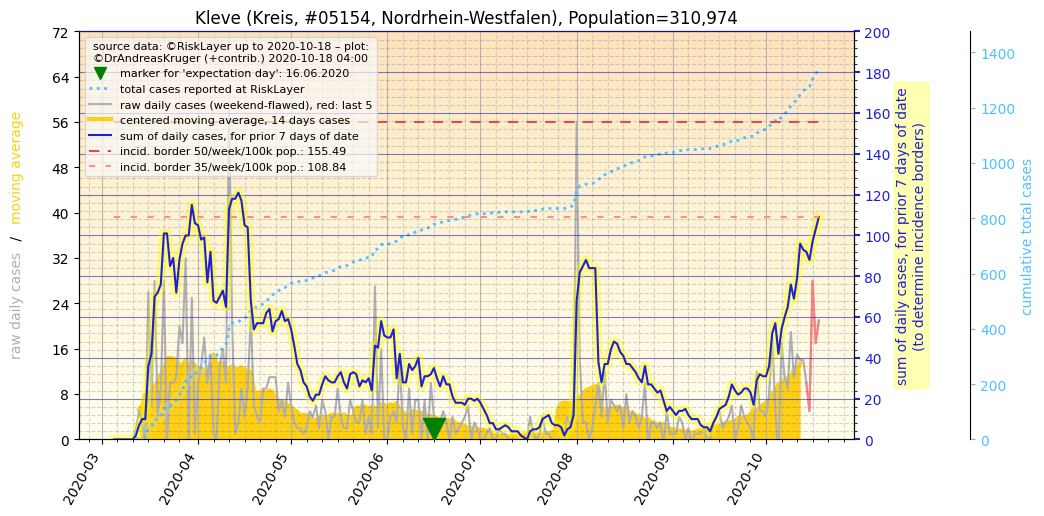 Kleve (Kreis, #05154, Nordrhein-Westfalen), Population=310,974
source data: ©RiskLayer up to 2020-10-18 – plot:
©DrAndreasKruger (+contrib.) 2020-10-18 04:00
marker for 'expectation day': 16.06.2020
total cases reported at RiskLayer
raw daily cases (weekend-flawed), red: last 5
centered moving average, 14 days cases
sum of daily cases, for prior 7 days of date
incid. border 50/week/100k pop.: 155.49
incid. border 35/week/100k pop.: 108.84
raw daily cases / moving average
72
64
56
48
40
32
24
16
8
0
2020-03
2020-04
2020-05
2020-06
2020-07
2020-08
2020-09
2020-10
200
180
160
140
120
100
80
60
40
20
0
sum of daily cases, for prior 7 days of date
(to determine incidence borders)
1400
1200
1000
800
600
400
200
0
cumulative total cases